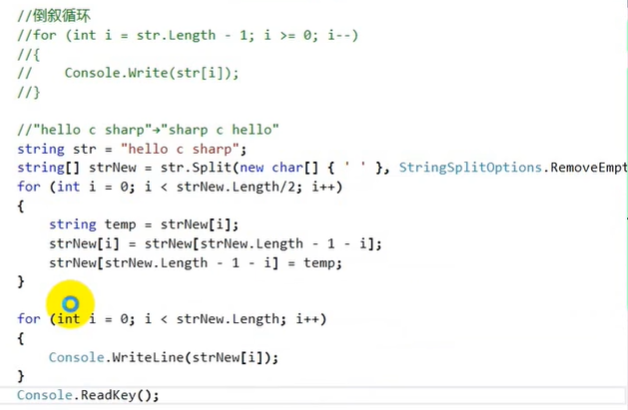 //倒叙循环
//for (int i = str.Length - 1; i >= 0; i--)
//{
//    Console.Write(str[i]);
//}
//"hello c sharp"→"sharp c hello"
string str = "hello c sharp";
string[] strNew = str.Split(new char[] { ' ' }, StringSplitOptions.RemoveEmpt
for (int i = 0; i < strNew.Length/2; i++)
{
    string temp = strNew[i];
    strNew[i] = strNew[strNew.Length - 1 - i];
    strNew[strNew.Length - 1 - i] = temp;
}
for (int i = 0; i < strNew.Length; i++)
{
    Console.WriteLine(strNew[i]);
}
Console.ReadKey();